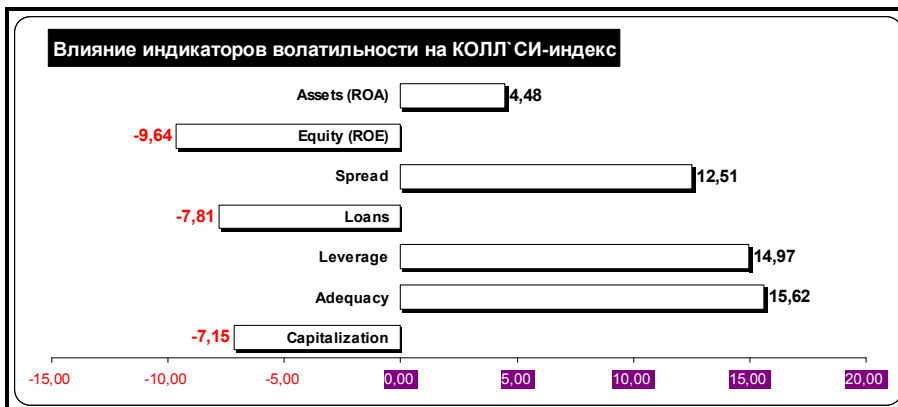 Влияние индикаторов волатильности на КОЛЛ`СИ-индекс
Assets (ROA) 4,48
-9,64 Equity (ROE)
Spread 12,51
-7,81 Loans
Leverage 14,97
Adequacy 15,62
-7,15 Capitalization
-15,00 -10,00 -5,00 0,00 5,00 10,00 15,00 20,00